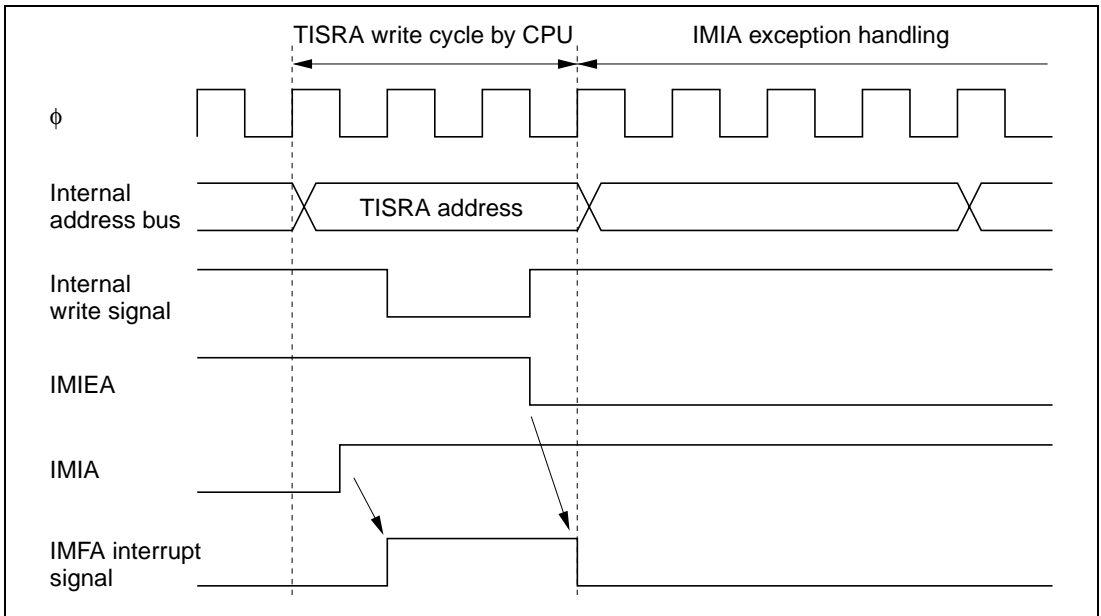 TISRA write cycle by CPU
IMIA exception handling
ϕ
Internal
address bus
TISRA address
Internal
write signal
IMIEA
IMIA
IMFA interrupt
signal